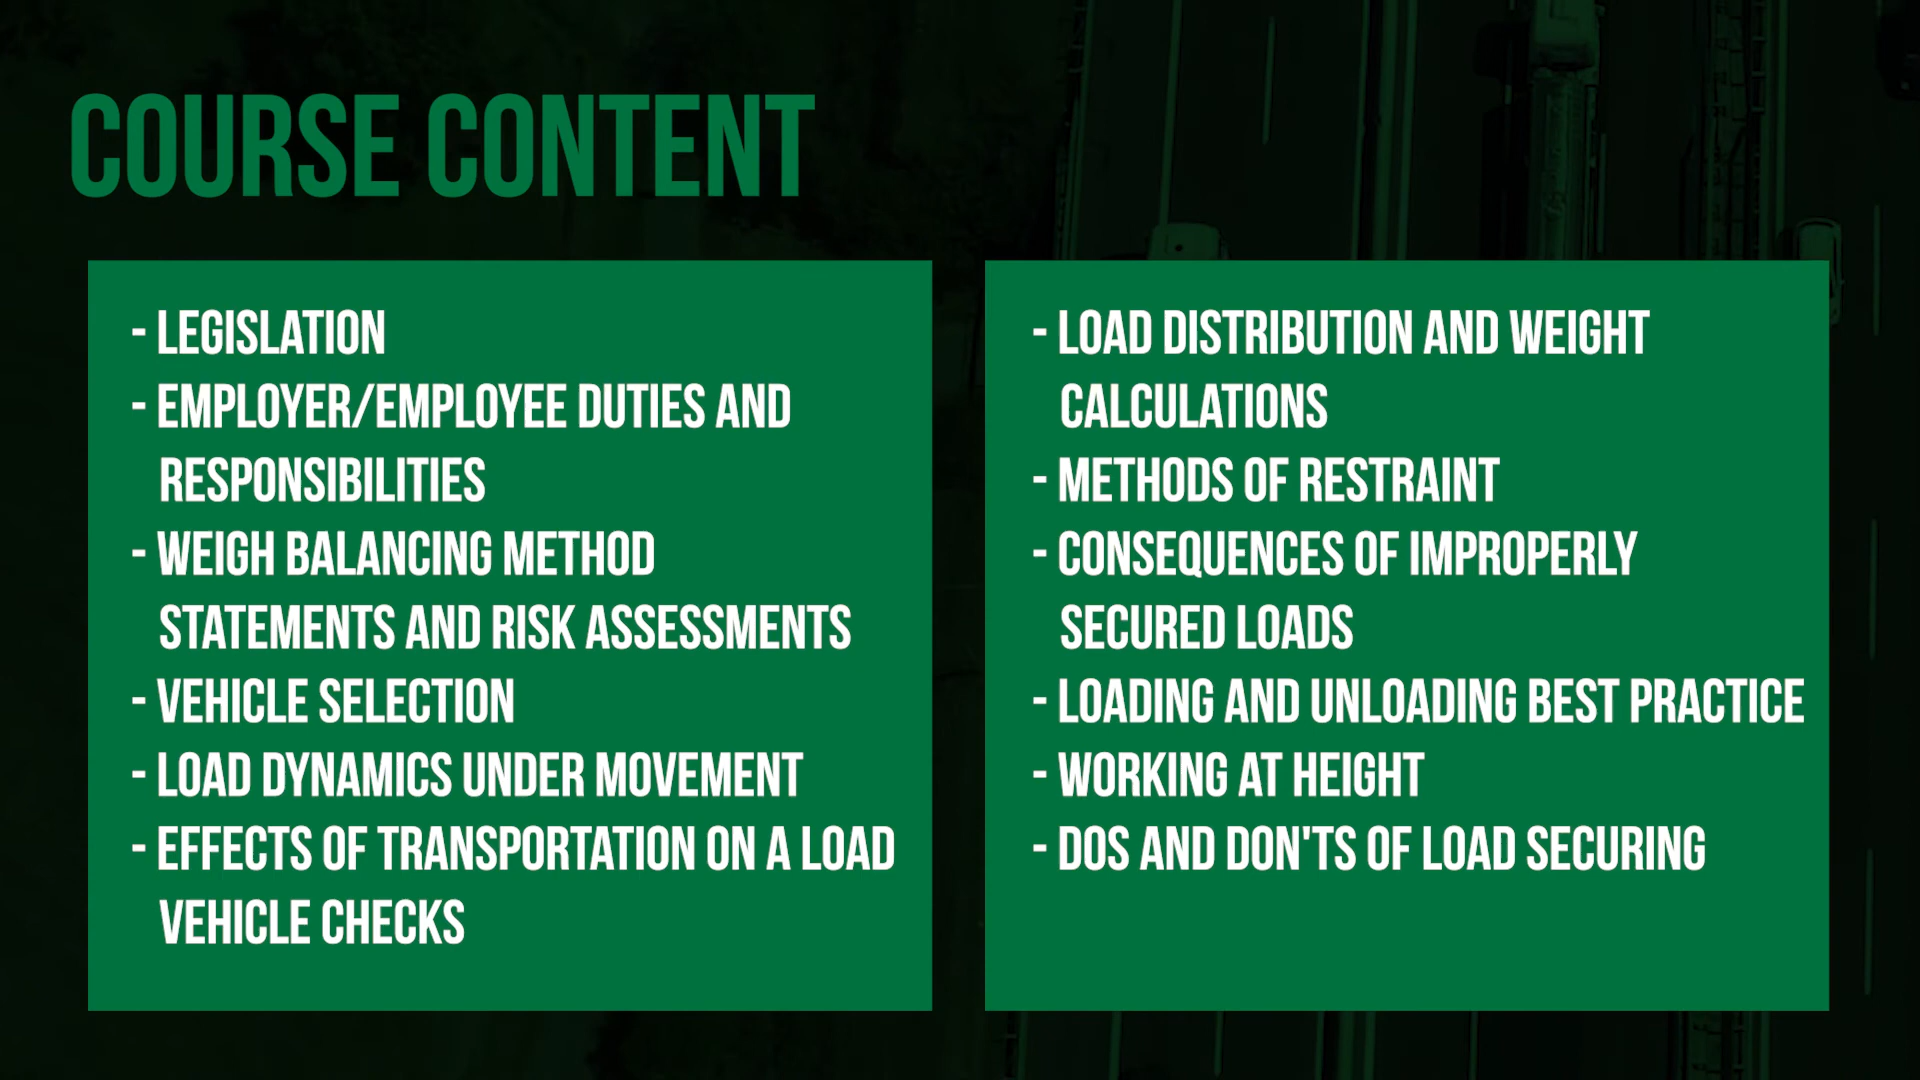 COURSE CONTENT
- LEGISLATION
- EMPLOYER/EMPLOYEE DUTIES AND
RESPONSIBILITIES
- WEIGH BALANCING METHOD
STATEMENTS AND RISK ASSESSMENTS
- VEHICLE SELECTION
- LOAD DYNAMICS UNDER MOVEMENT
- EFFECTS OF TRANSPORTATION ON A LOAD
VEHICLE CHECKS
- LOAD DISTRIBUTION AND WEIGHT
CALCULATIONS
- METHODS OF RESTRAINT
- CONSEQUENCES OF IMPROPERLY
SECURED LOADS
- LOADING AND UNLOADING BEST PRACTICE
- WORKING AT HEIGHT
- DOS AND DON'TS OF LOAD SECURING